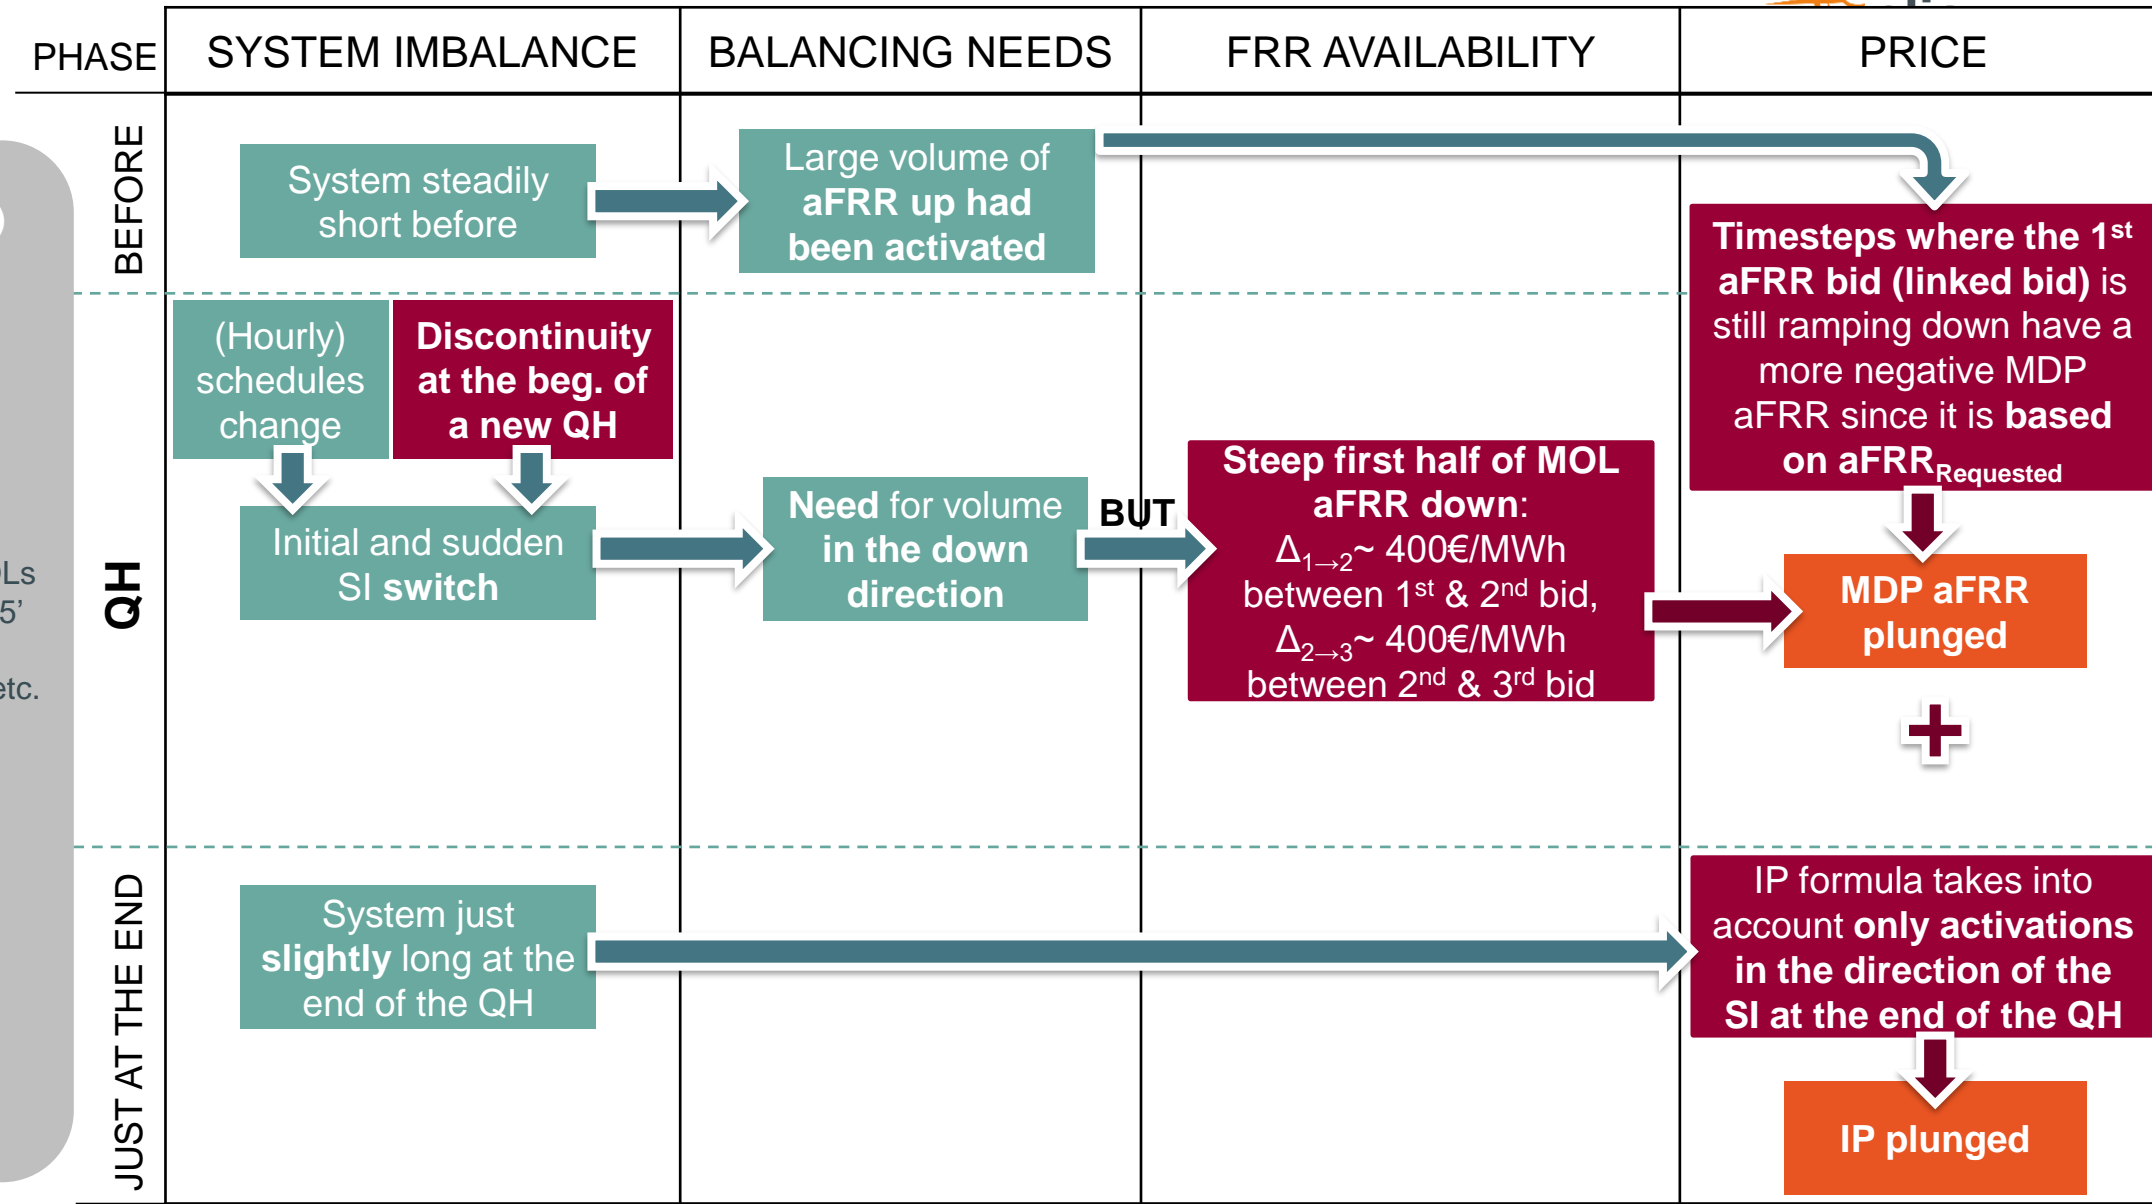 PHASE
SYSTEM IMBALANCE
BALANCING NEEDS
FRR AVAILABILITY
PRICE
BEFORE
System steadily
short before
Large volume of
aFRR up had
been activated
Timesteps where the 1st
aFRR bid (linked bid) is
still ramping down have a
more negative MDP
aFRR since it is based
on aFRRRequested
QH
(Hourly)
schedules
change
Discontinuity
at the beg. of
a new QH
Initial and sudden
SI switch
Need for volume
in the down
direction
BUT
Steep first half of MOL
aFRR down:
Δ1→2~ 400€/MWh
between 1st & 2nd bid,
Δ2→3~ 400€/MWh
between 2nd & 3rd bid
MDP aFRR
plunged
+
5'
etc.
JUST AT THE END
System just
slightly long at the
end of the QH
IP formula takes into
account only activations
in the direction of the
SI at the end of the QH
IP plunged